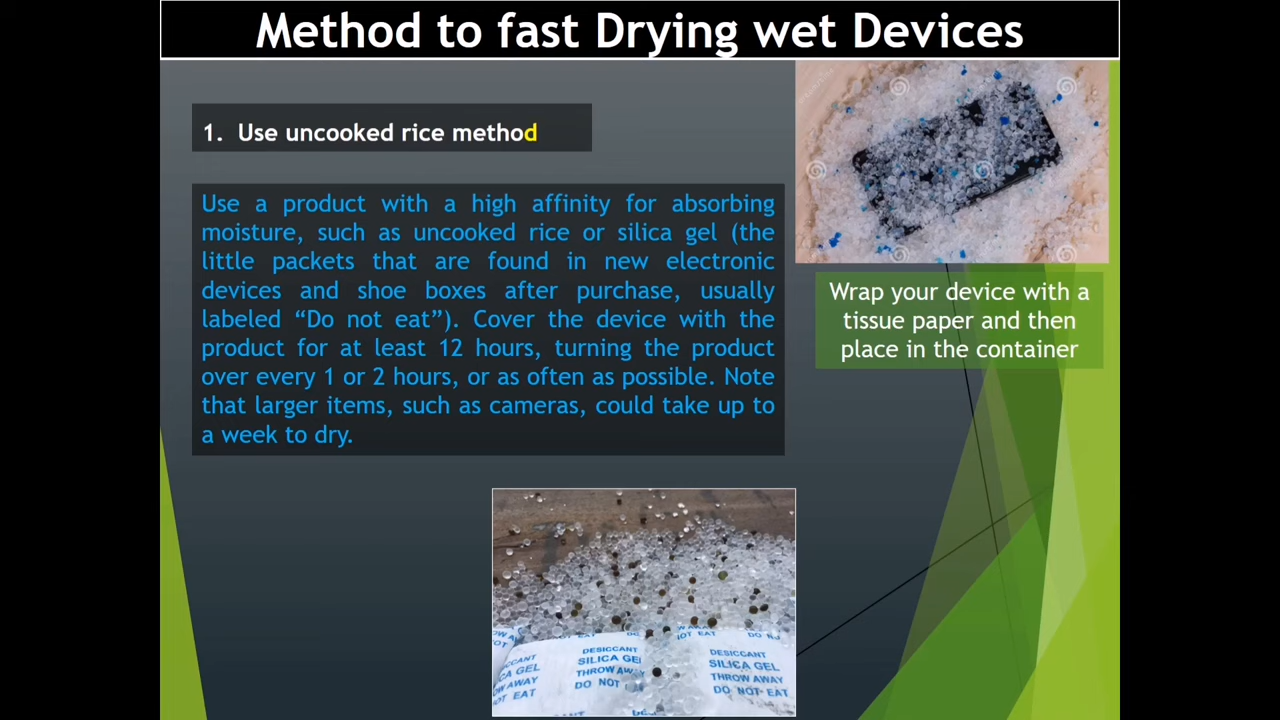 Method to fast Drying wet Devices
1. Use uncooked rice method
Use a product with a high affinity for absorbing
moisture, such as uncooked rice or silica gel (the
little packets that are found in new electronic
devices and shoe boxes after purchase, usually
labeled “Do not eat”). Cover the device with the
product for at least 12 hours, turning the product
over every 1 or 2 hours, or as often as possible. Note
that larger items, such as cameras, could take up to
a week to dry.
Wrap your device with a
tissue paper and then
place in the container
DESICCANT
SILICA GEL
THROW AWAY
DO NOT
DESICCANT
SILICA GEL
THROW AWAY
DO NOT EAT